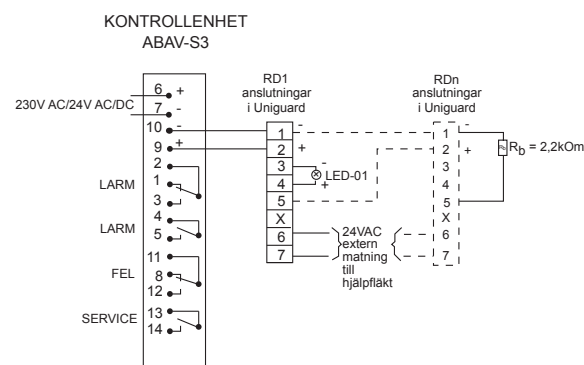 KONTROLLENHET
ABAV-S3
230V AC/24V AC/DC
6 +
7 -
10 -
9 +
2
LARM
1
3
LARM
4
5
FEL
11
8
12
SERVICE
13
14
RD1
anslutningar
i Uniguard
1 -
2 +
3 -
4 +
LED-01
5
X
6
7
24VAC
extern
matning
till
hjälpfläkt
RDn
anslutningar
i Uniguard
1 -
2 +
3
4
5
X
6
7
Rb = 2,2kOm